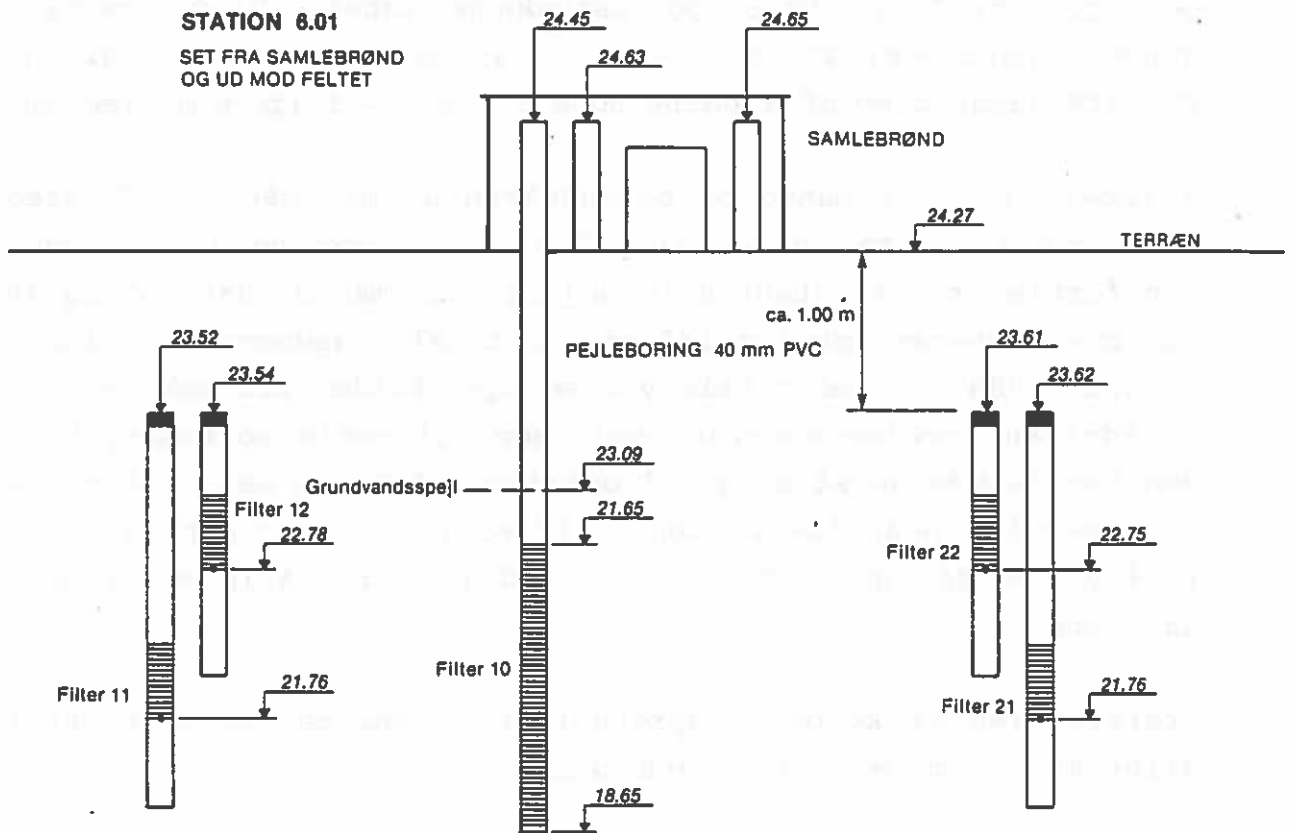 STATION 6.01
SET FRA SAMLEBRØND
OG UD MOD FELTET
24.45
24.65
24.63
SAMLEBRØND
24.27
TERRÆN
ca. 1.00 m
PEJLEBORING 40 mm PVC
23.52
23.54
23.61
23.62
23.09
Grundvandsspejl
21.65
Filter 12
22.78
Filter 22
22.75
Filter 11
21.76
Filter 10
Filter 21
21.76
18.65